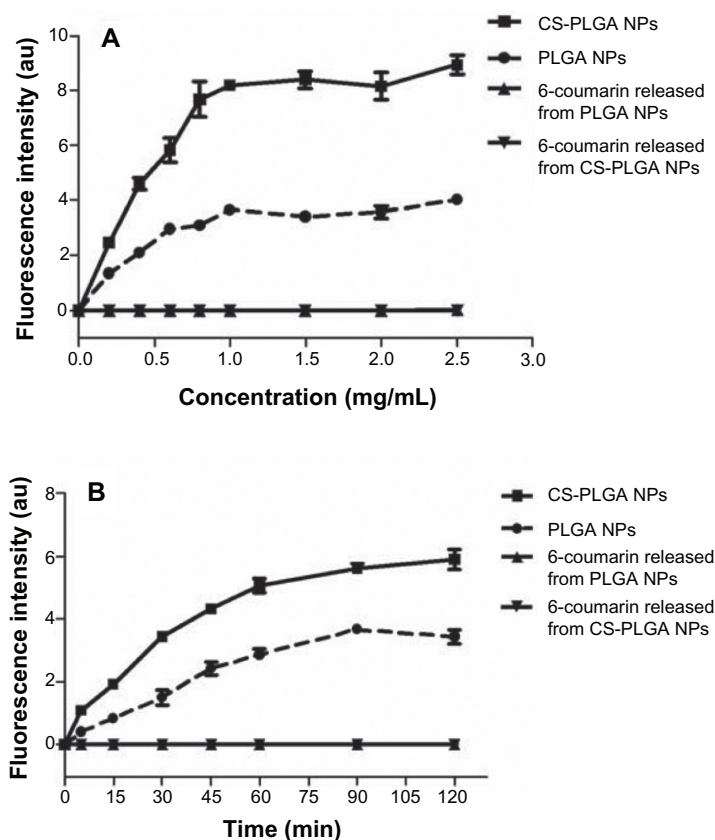 A
Fluorescence intensity (au)
10
8
6
4
2
0
0.0 0.5 1.0 1.5 2.0 2.5 3.0
Concentration (mg/mL)
CS-PLGA NPs
PLGA NPs
6-coumarin released
from PLGA NPs
6-coumarin released
from CS-PLGA NPs
B
Fluorescence intensity (au)
8
6
4
2
0
0 15 30 45 60 75 90 105 120
Time (min)
CS-PLGA NPs
PLGA NPs
6-coumarin released
from PLGA NPs
6-coumarin released
from CS-PLGA NPs